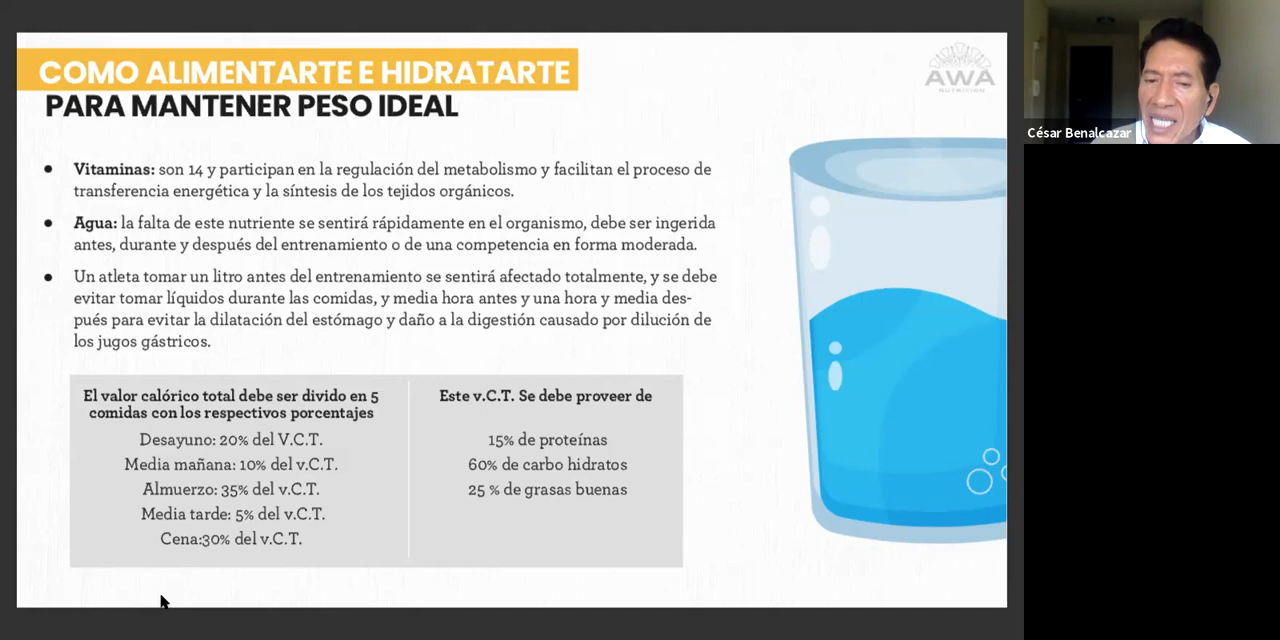 COMO ALIMENTARTE E HIDRATARTE
PARA MANTENER PESO IDEAL
AWA
NUTRITION
César Benalcazar
● Vitaminas: son 14 y participan en la regulación del metabolismo y facilitan el proceso de
transferencia energética y la síntesis de los tejidos orgánicos.
● Agua: la falta de este nutriente se sentirá rápidamente en el organismo, debe ser ingerida
antes, durante y después del entrenamiento o de una competencia en forma moderada.
● Un atleta tomar un litro antes del entrenamiento se sentirá afectado totalmente, y se debe
evitar tomar líquidos durante las comidas, y media hora antes y una hora y media des-
pués para evitar la dilatación del estómago y daño a la digestión causado por dilución de
los jugos gástricos.
El valor calórico total debe ser divido en 5
comidas con los respectivos porcentajes
Desayuno: 20% del V.C.T.
Media mañana: 10% del v.C.T.
Almuerzo: 35% del v.C.T.
Media tarde: 5% del v.C.T.
Cena:30% del v.C.T.
Este v.C.T. Se debe proveer de
15% de proteínas
60% de carbo hidratos
25 % de grasas buenas